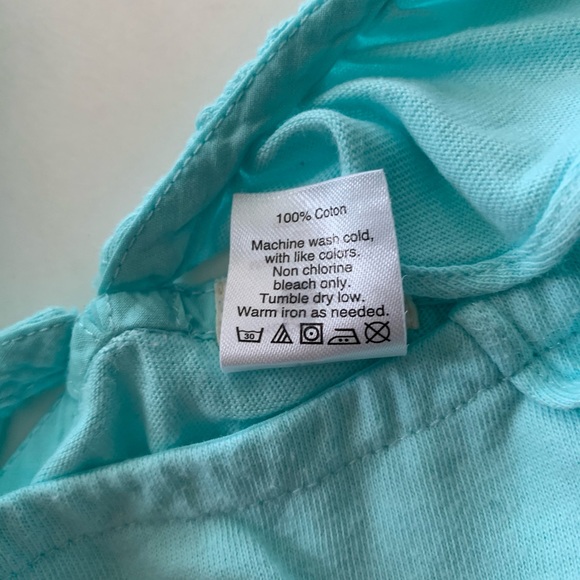 100% Coton
Machine wash cold,
with like colors.
Non chlorina
bleach only.
Tumble dry low.
Warm iron as needed.
30